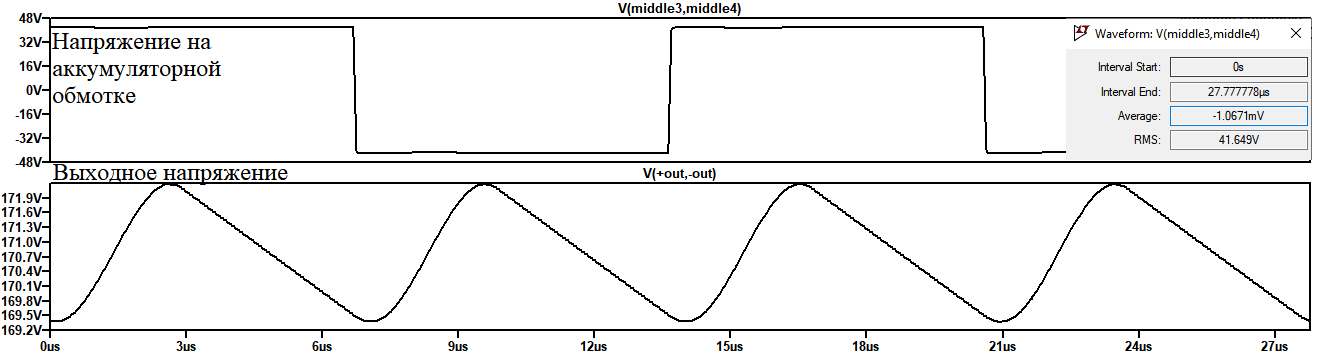 V(middle3,middle4)
48V
32V
16V
0V
-16V
-32V
-48V
Напряжение на
аккумуляторной
обмотке
Waveform: V(middle3,middle4)
Interval Start: 0s
Interval End: 27.777778µs
Average: -1.0671mV
RMS: 41.649V
Выходное напряжение
V(+out,-out)
171.9V
171.6V
171.3V
171.0V
170.7V
170.4V
170.1V
169.8V
169.5V
169.2V
0us 3us 6us 9us 12us 15us 18us 21us 24us 27us